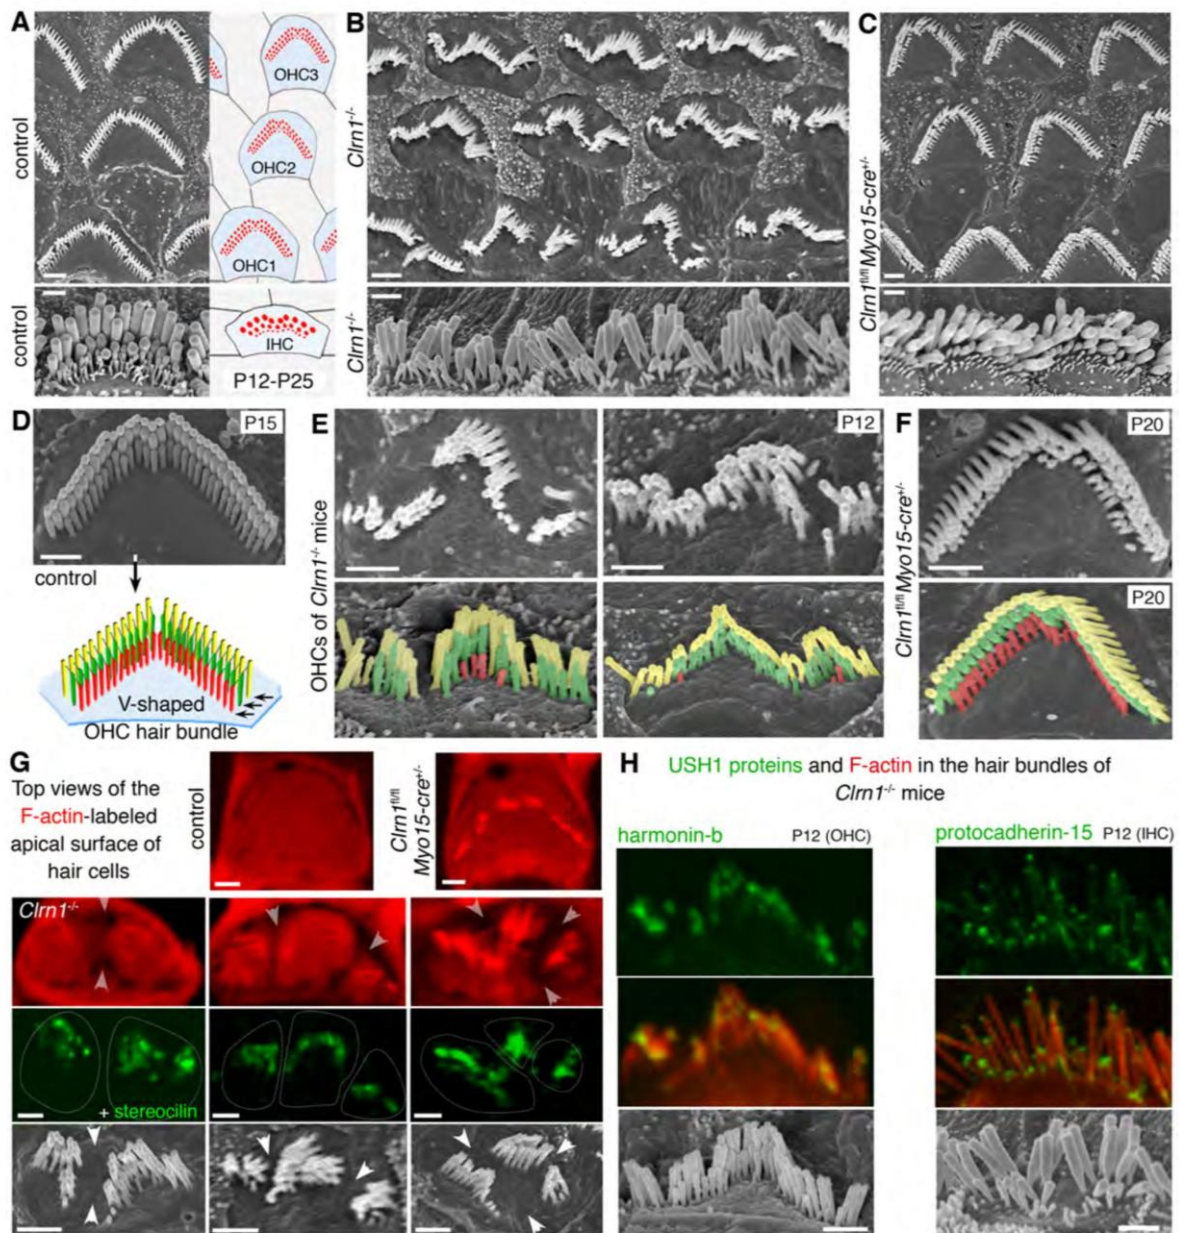 A
control
OHC3
OHC2
OHC1
control
IHC
P12-P25
B
Clrn1-/-
Clrn1-/-
C
Clrn1fl/fl Myo15-cre+/-
D
P15
control
V-shaped
OHC hair bundle
E
P12
OHCs of Clrn1-/- mice
F
P20
P20
Clrn1fl/fl Myo15-cre+/-
G
Top views of the
F-actin-labeled
apical surface of
hair cells
control
Clrn1fl/fl
Myo15-cre+/-
Clrn1-/-
+ stereocilin
H
USH1 proteins and F-actin in the hair bundles of
Clrn1-/- mice
harmonin-b P12 (OHC)
protocadherin-15 P12 (IHC)